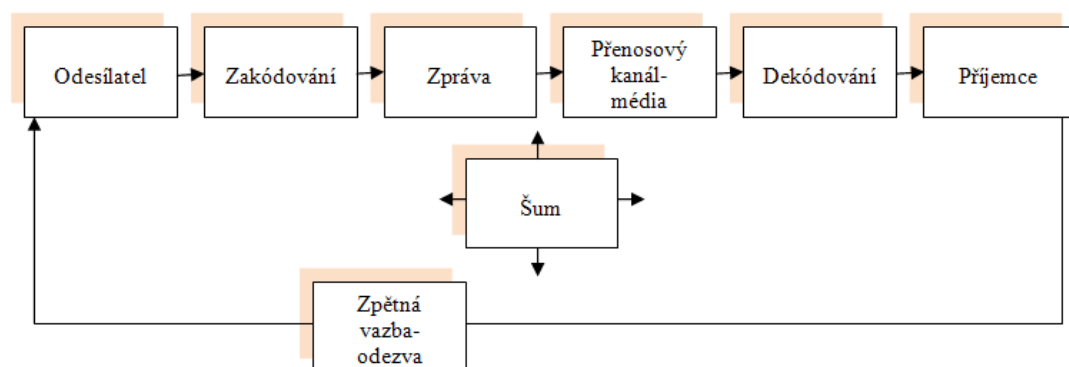 Odesílatel
Zakódování
Zpráva
Přenosový
kanál-
média
Dekódování
Příjemce
Šum
Zpětná
vazba-
odezva